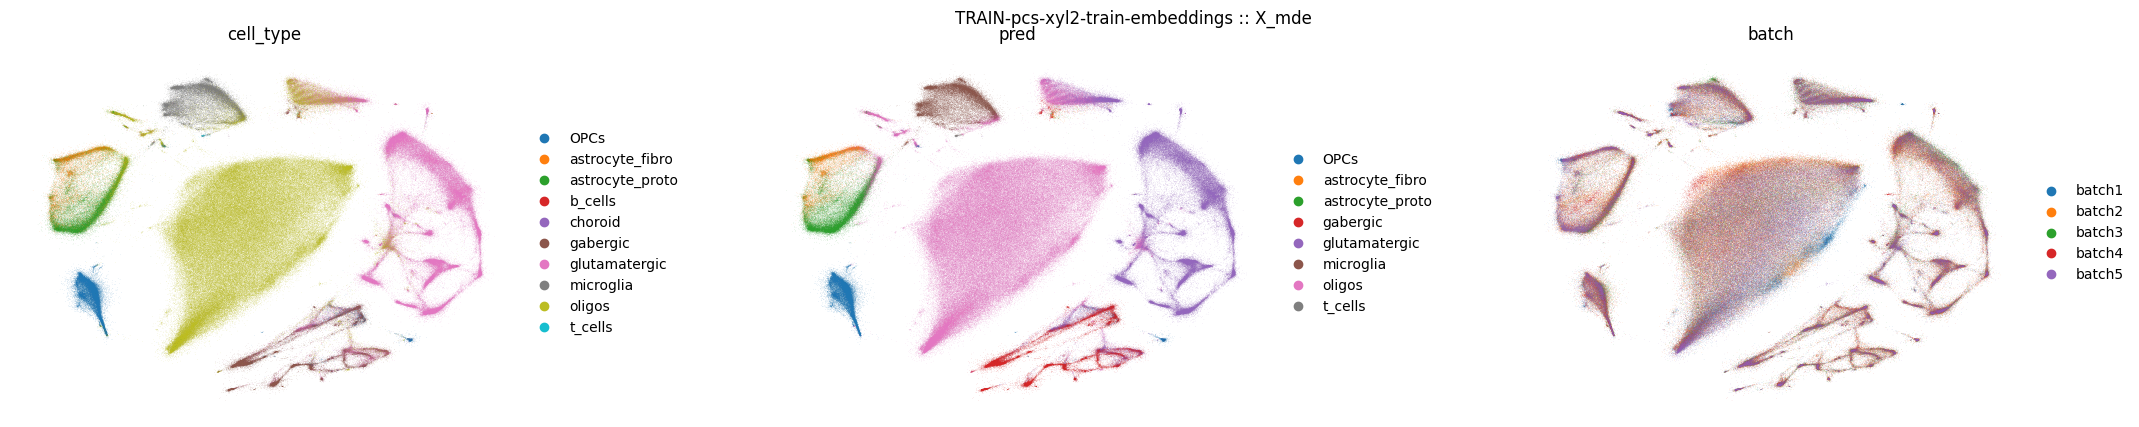 TRAIN-pcs-xyl2-train-embeddings :: X_mde
cell_type
OPCs
astrocyte_fibro
astrocyte_proto
b_cells
choroid
gabergic
glutamatergic
microglia
oligos
t_cells
pred
OPCs
astrocyte_fibro
astrocyte_proto
gabergic
glutamatergic
microglia
oligos
t_cells
batch
batch1
batch2
batch3
batch4
batch5